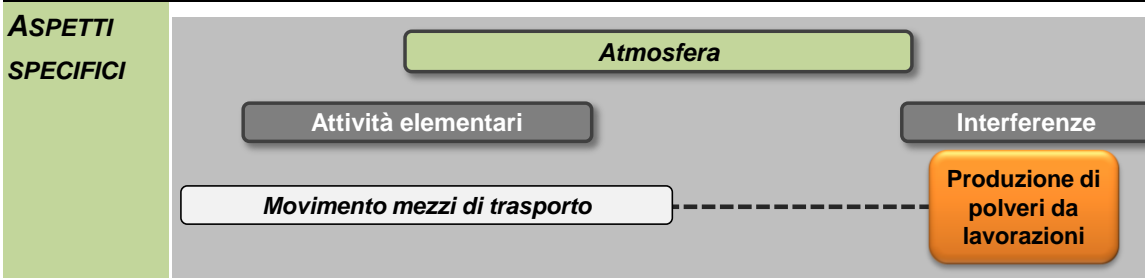 ASPETTI
SPECIFICI
Atmosfera
Attività elementari
Interferenze
Movimento mezzi di trasporto
Produzione di
polveri da
lavorazioni